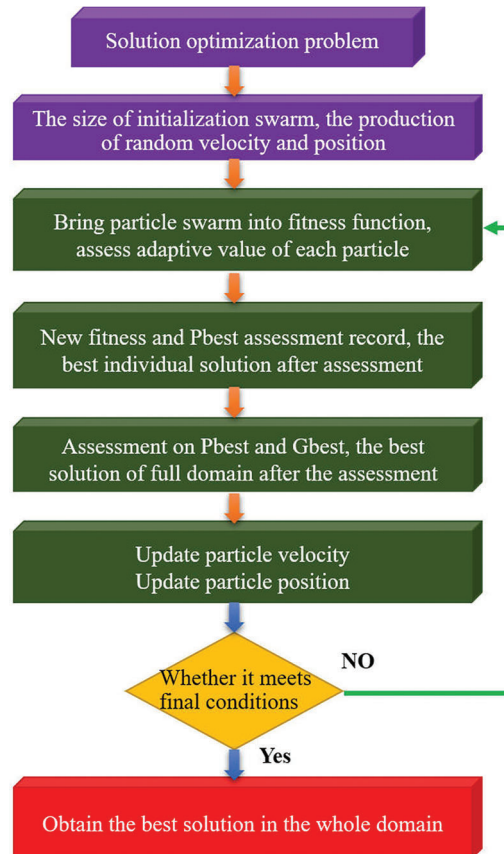 Solution optimization problem
The size of initialization swarm, the production
of random velocity and position
Bring particle swarm into fitness function,
assess adaptive value of each particle
New fitness and Pbest assessment record, the
best individual solution after assessment
Assessment on Pbest and Gbest, the best
solution of full domain after the assessment
Update particle velocity
Update particle position
Whether it meets
final conditions
NO
Yes
Obtain the best solution in the whole domain